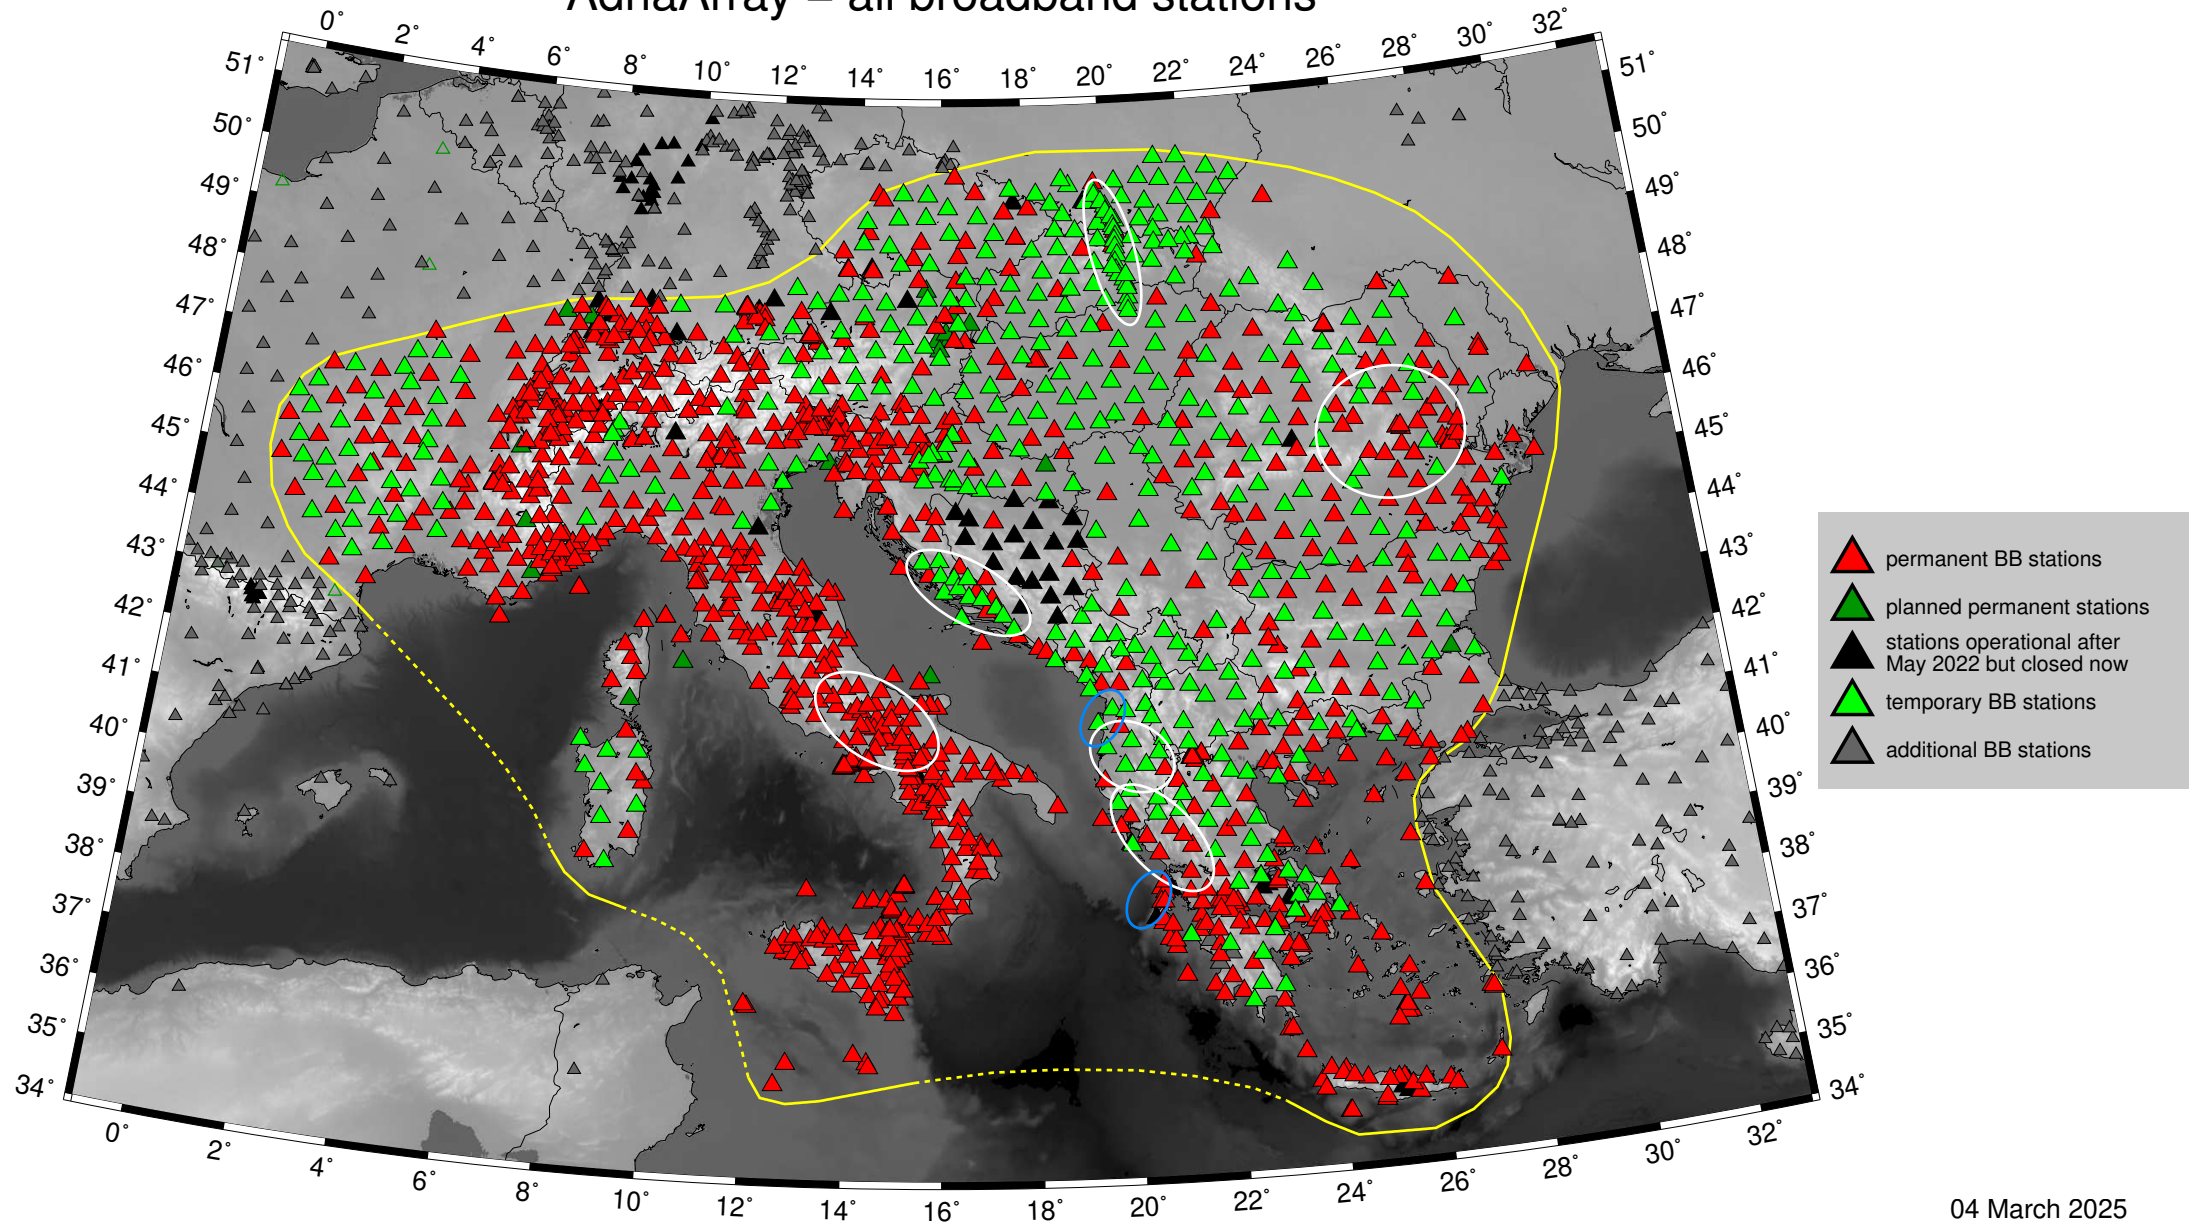 AdriaArray – all broadband stations
0° 2° 4° 6° 8° 10° 12° 14° 16° 18° 20° 22° 24° 26° 28° 30° 32°
51° 51°
50° 50°
49° 49°
48° 48°
47° 47°
46° 46°
45° 45°
44° 44°
43° 43°
42° 42°
41° 41°
40° 40°
39° 39°
38° 38°
37° 37°
36° 36°
35° 35°
34° 34°
0° 2° 4° 6° 8° 10° 12° 14° 16° 18° 20° 22° 24° 26° 28° 30° 32°
permanent BB stations
planned permanent stations
stations operational after
May 2022 but closed now
temporary BB stations
additional BB stations
04 March 2025